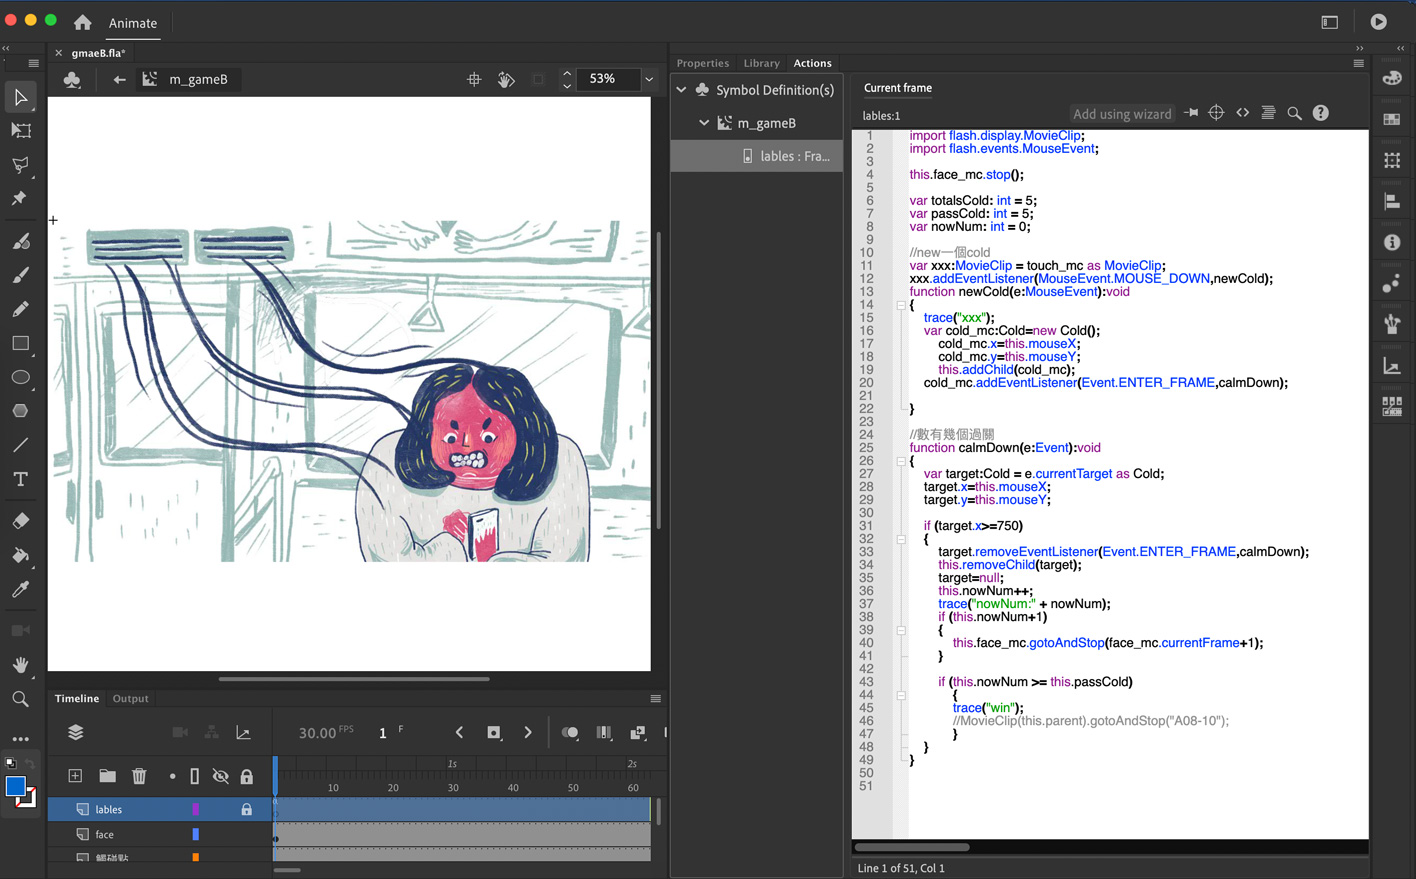 Animate
gmaeB.fla*
m_gameB
53%
Properties
Library
Actions
Symbol Definition(s)
m_gameB
lables : Fra...
Current frame
lables:1
Add using wizard
1 import flash.display.MovieClip;
2 import flash.events.MouseEvent;
3
4 this.face_mc.stop();
5
6 var totalsCold: int = 5;
7 var passCold: int = 5;
8 var nowNum: int = 0;
9
10 //new一個cold
11 var xxx:MovieClip = touch_mc as MovieClip;
12 xxx.addEventListener(MouseEvent.MOUSE_DOWN,newCold);
13 function newCold(e:MouseEvent):void
14 {
15 trace("xxx");
16 var cold_mc:Cold=new Cold();
17 cold_mc.x=this.mouseX;
18 cold_mc.y=this.mouseY;
19 this.addChild(cold_mc);
20 cold_mc.addEventListener(Event.ENTER_FRAME,calmDown);
21
22 }
23
24 //數有幾個過關
25 function calmDown(e:Event):void
26 {
27 var target:Cold = e.currentTarget as Cold;
28 target.x=this.mouseX;
29 target.y=this.mouseY;
30
31 if (target.x>=750)
32 {
33 target.removeEventListener(Event.ENTER_FRAME,calmDown);
34 this.removeChild(target);
35 target=null;
36 this.nowNum++;
37 trace("nowNum:" + nowNum);
38 if (this.nowNum+1)
39 {
40 this.face_mc.gotoAndStop(face_mc.currentFrame+1);
41 }
42
43 if (this.nowNum >= this.passCold)
44 {
45 trace("win");
46 //MovieClip(this.parent).gotoAndStop("A08-10");
47 }
48 }
49 }
50
51
Line 1 of 51, Col 1
Timeline
Output
30.00 FPS
1 F
1s
2s
10 20 30 40 50 60
lables
face
觸碰點